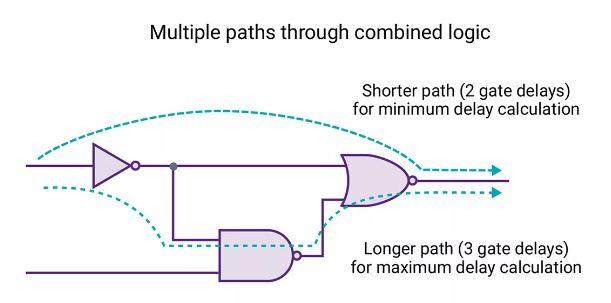 Multiple paths through combined logic
Shorter path (2 gate delays)
for minimum delay calculation
Longer path (3 gate delays)
for maximum delay calculation